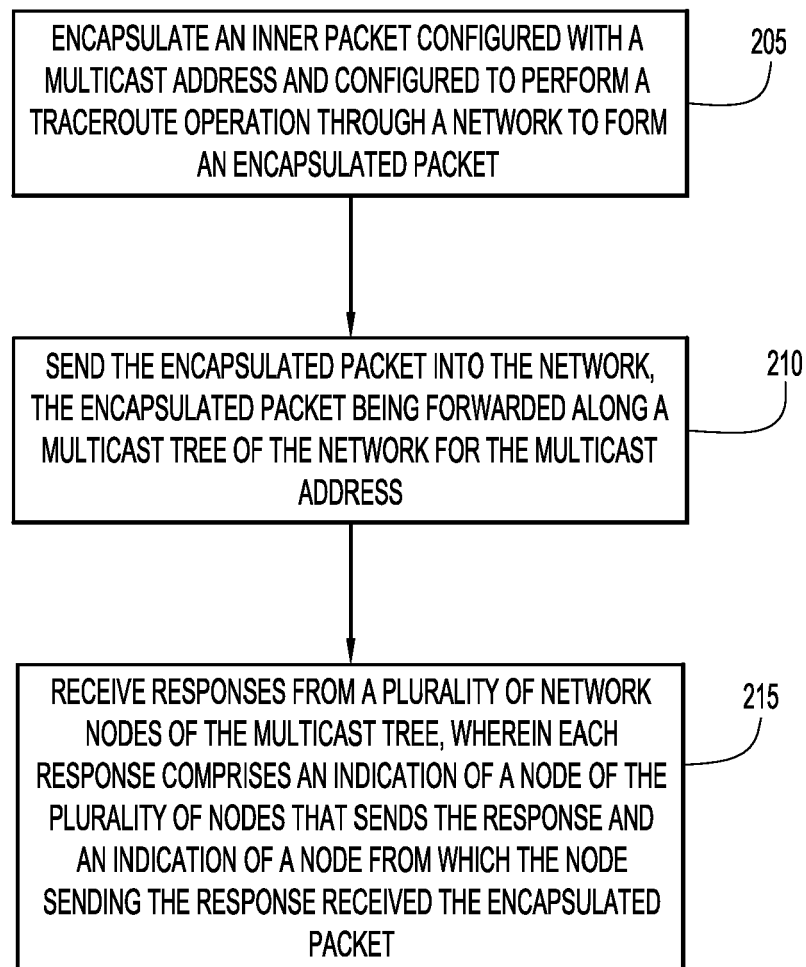 ENCAPSULATE AN INNER PACKET CONFIGURED WITH A
MULTICAST ADDRESS AND CONFIGURED TO PERFORM A
TRACEROUTE OPERATION THROUGH A NETWORK TO FORM
AN ENCAPSULATED PACKET
205
SEND THE ENCAPSULATED PACKET INTO THE NETWORK,
THE ENCAPSULATED PACKET BEING FORWARDED ALONG A
MULTICAST TREE OF THE NETWORK FOR THE MULTICAST
ADDRESS
210
RECEIVE RESPONSES FROM A PLURALITY OF NETWORK
NODES OF THE MULTICAST TREE, WHEREIN EACH
RESPONSE COMPRISES AN INDICATION OF A NODE OF THE
PLURALITY OF NODES THAT SENDS THE RESPONSE AND
AN INDICATION OF A NODE FROM WHICH THE NODE
SENDING THE RESPONSE RECEIVED THE ENCAPSULATED
PACKET
215